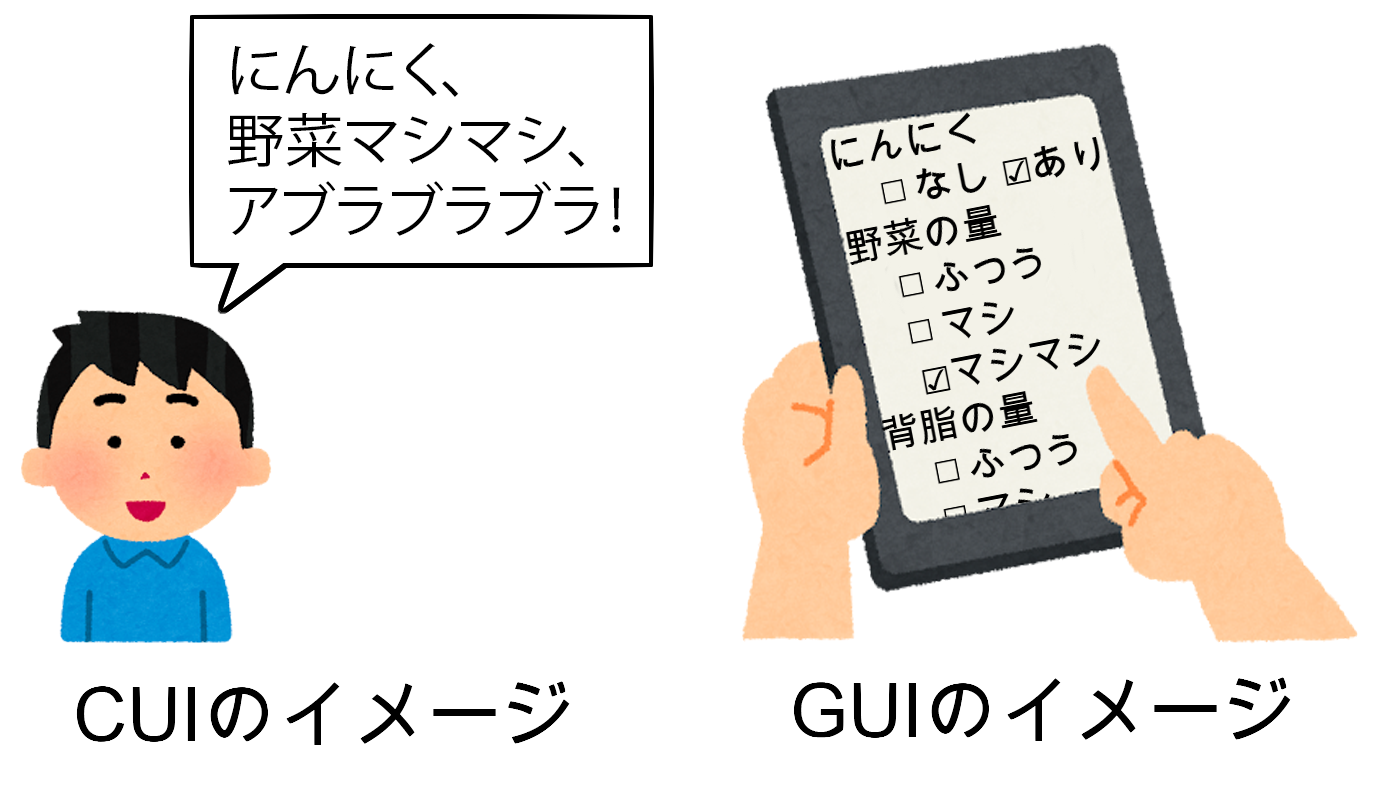 にんにく、
野菜マシマシ、
アブラブラブラ!
CUIのイメージ
にんにく
□ なし ☑あり
野菜の量
□ ふつう
□ マシ
☑マシマシ
背脂の量
□ ふつう
□ マシ
GUIのイメージ